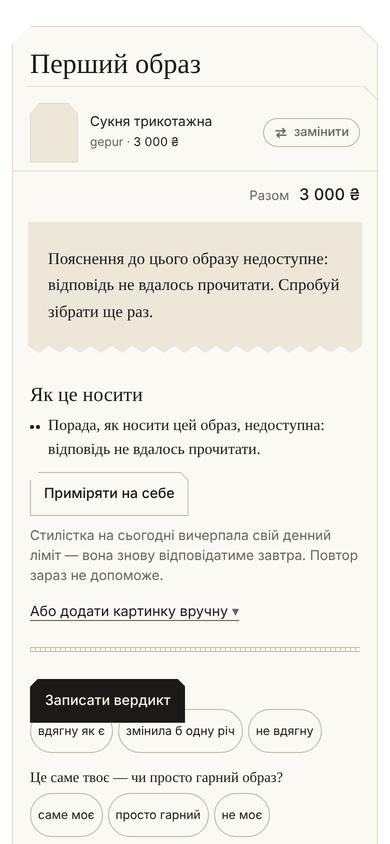 Перший образ
Сукня трикотажна
gepur · 3 000 ₴
замінити
Разом 3 000 ₴
Пояснення до цього образу недоступне:
відповідь не вдалось прочитати. Спробуй
зібрати ще раз.
Як це носити
Порада, як носити цей образ, недоступна:
відповідь не вдалось прочитати.
Приміряти на себе
Стилістка на сьогодні вичерпала свій денний
ліміт — вона знову відповідатиме завтра. Повтор
зараз не допоможе.
Або додати картинку вручну ▾
Записати вердикт
вдягну як є змінила б одну річ не вдягну
Це саме твоє — чи просто гарний образ?
саме моє просто гарний не моє